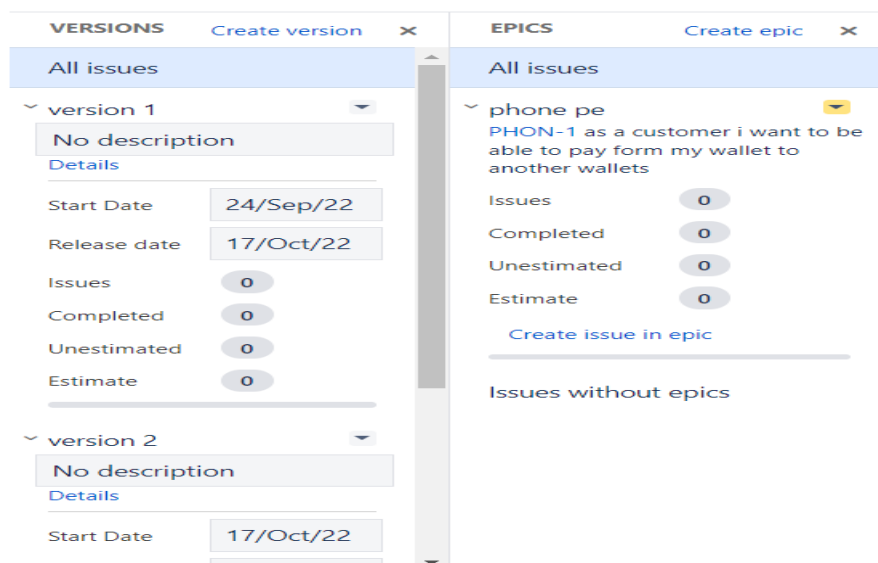 VERSIONS Create version ×
All issues
version 1
No description
Details
Start Date 24/Sep/22
Release date 17/Oct/22
Issues 0
Completed 0
Unestimated 0
Estimate 0
version 2
No description
Details
Start Date 17/Oct/22
EPICS Create epic ×
All issues
phone pe
PHON-1 as a customer i want to be
able to pay form my wallet to
another wallets
Issues 0
Completed 0
Unestimated 0
Estimate 0
Create issue in epic
Issues without epics